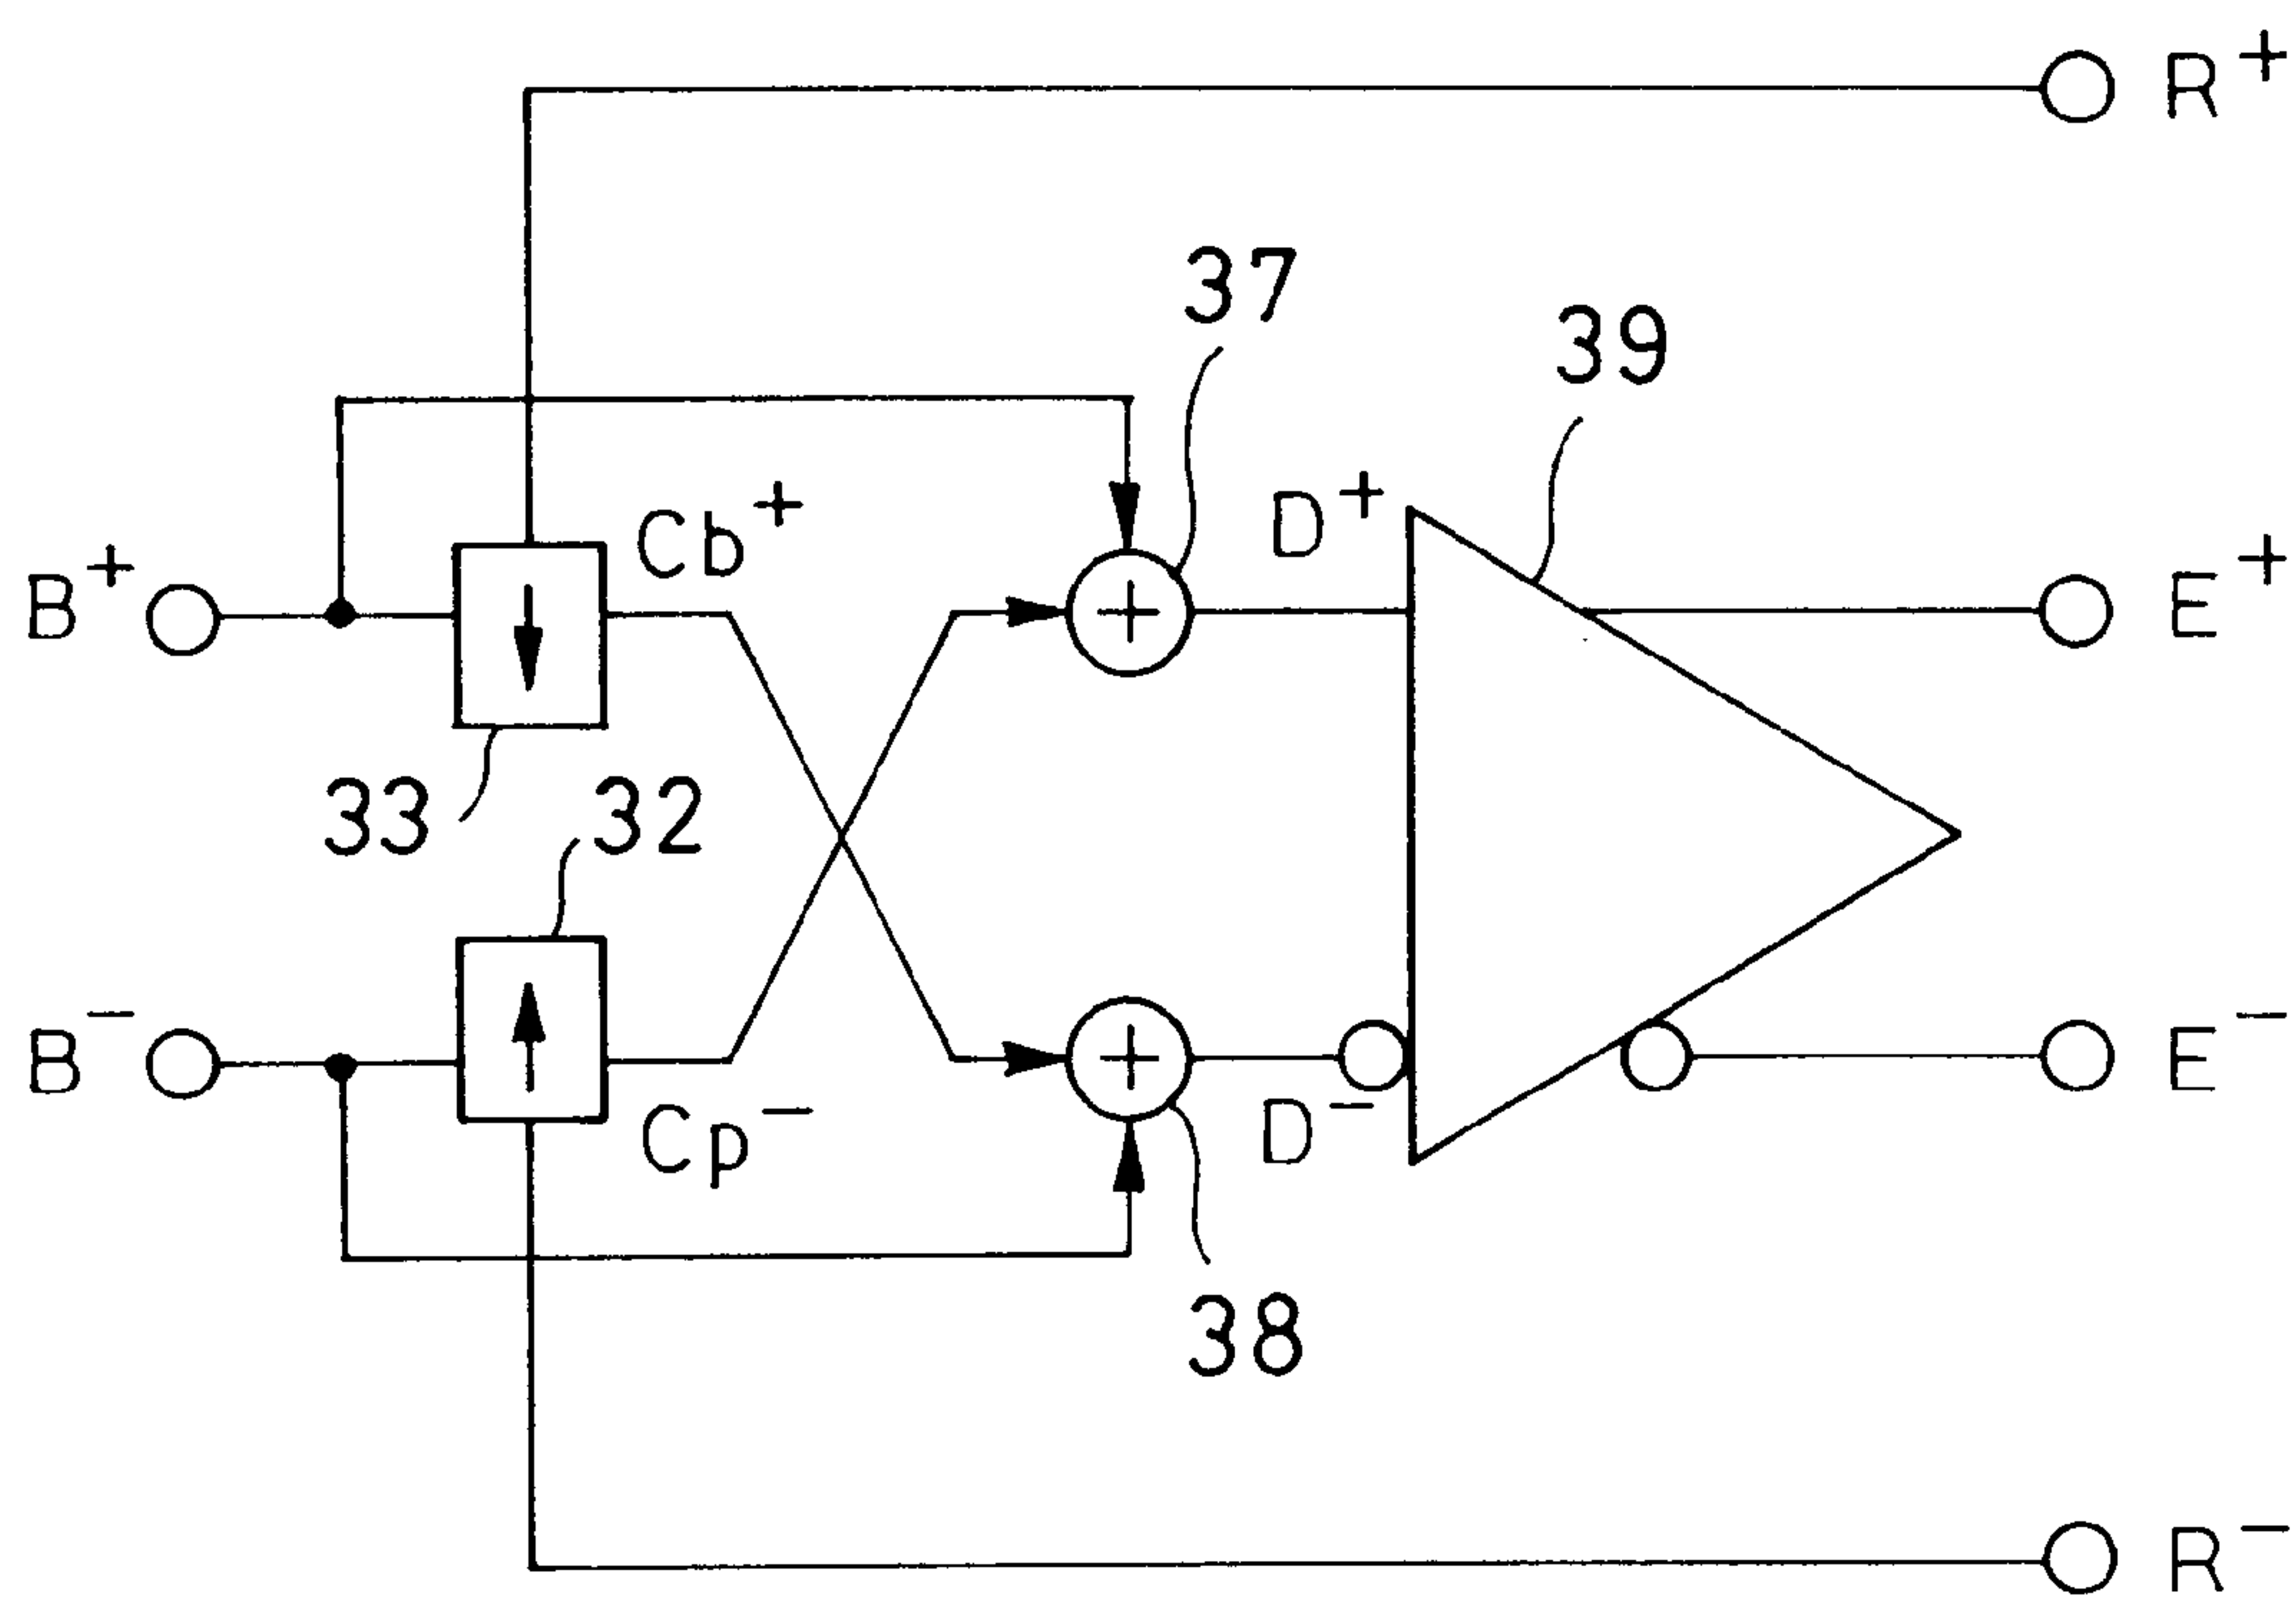 R+
37
39
D+
Cb+
B+
E+
33
32
B-
E-
Cp-
D-
38
R-